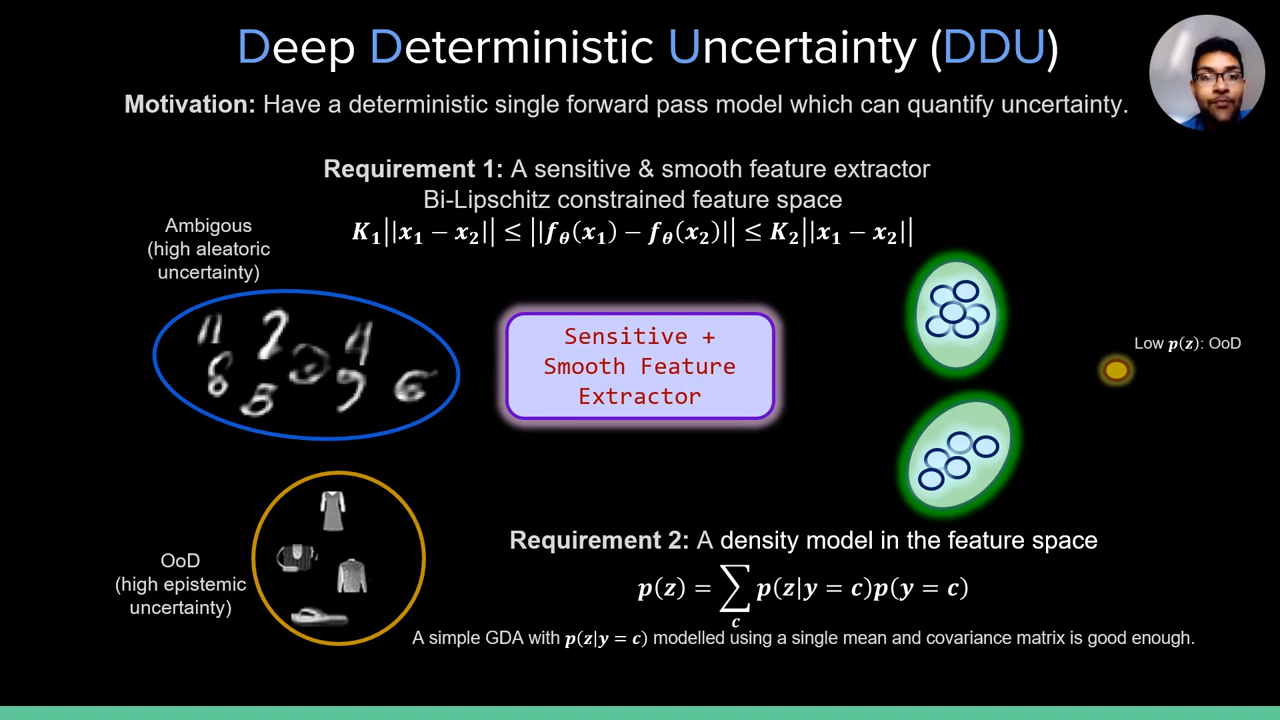 Deep Deterministic Uncertainty (DDU)
Motivation: Have a deterministic single forward pass model which can quantify uncertainty.
Requirement 1: A sensitive & smooth feature extractor
Bi-Lipschitz constrained feature space
K₁||x₁ − x₂|| ≤ ||f_θ(x₁) − f_θ(x₂)|| ≤ K₂||x₁ − x₂||
Ambigous
(high aleatoric
uncertainty)
Sensitive +
Smooth Feature
Extractor
Low p(z): OoD
OoD
(high epistemic
uncertainty)
Requirement 2: A density model in the feature space
p(z) = ∑_c p(z|y = c)p(y = c)
A simple GDA with p(z|y = c) modelled using a single mean and covariance matrix is good enough.